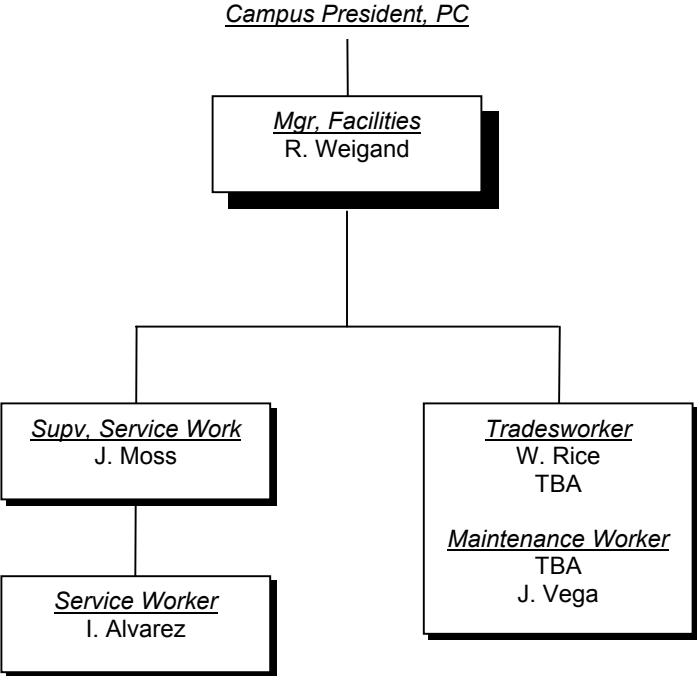 Campus President, PC
Mgr, Facilities
R. Weigand
Supv, Service Work
J. Moss
Service Worker
I. Alvarez
Tradesworker
W. Rice
TBA
Maintenance Worker
TBA
J. Vega